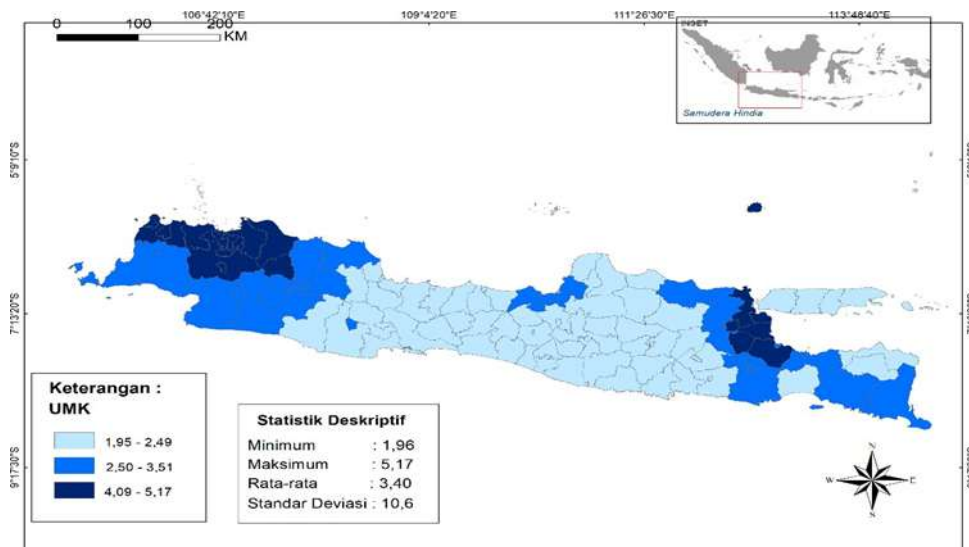 106°42'10"E 109°4'20"E 111°26'30"E 113°48'40"E
0 100 200
KM
INSET
Samudera Hindia
5°9'10"S
7°13'20"S
9°17'30"S
Keterangan :
UMK
1,95 - 2,49
2,50 - 3,51
4,09 - 5,17
Statistik Deskriptif
Minimum : 1,96
Maksimum : 5,17
Rata-rata : 3,40
Standar Deviasi : 10,6
N
W E
S